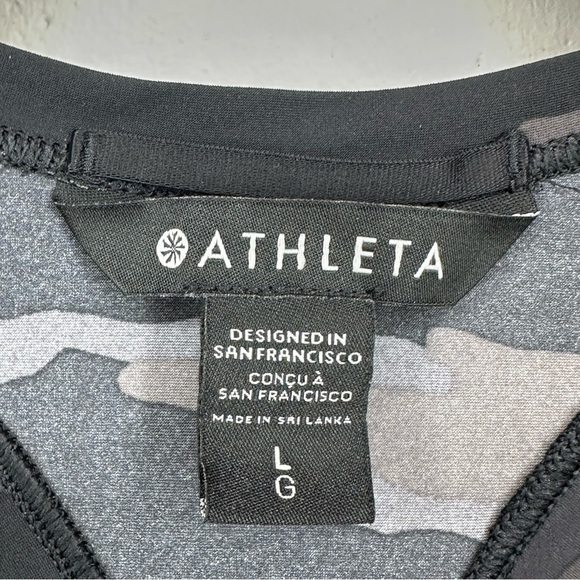 ATHLETA
DESIGNED IN
SAN FRANCISCO
CONÇU À
SAN FRANCISCO
MADE IN SRI LANKA
L
G